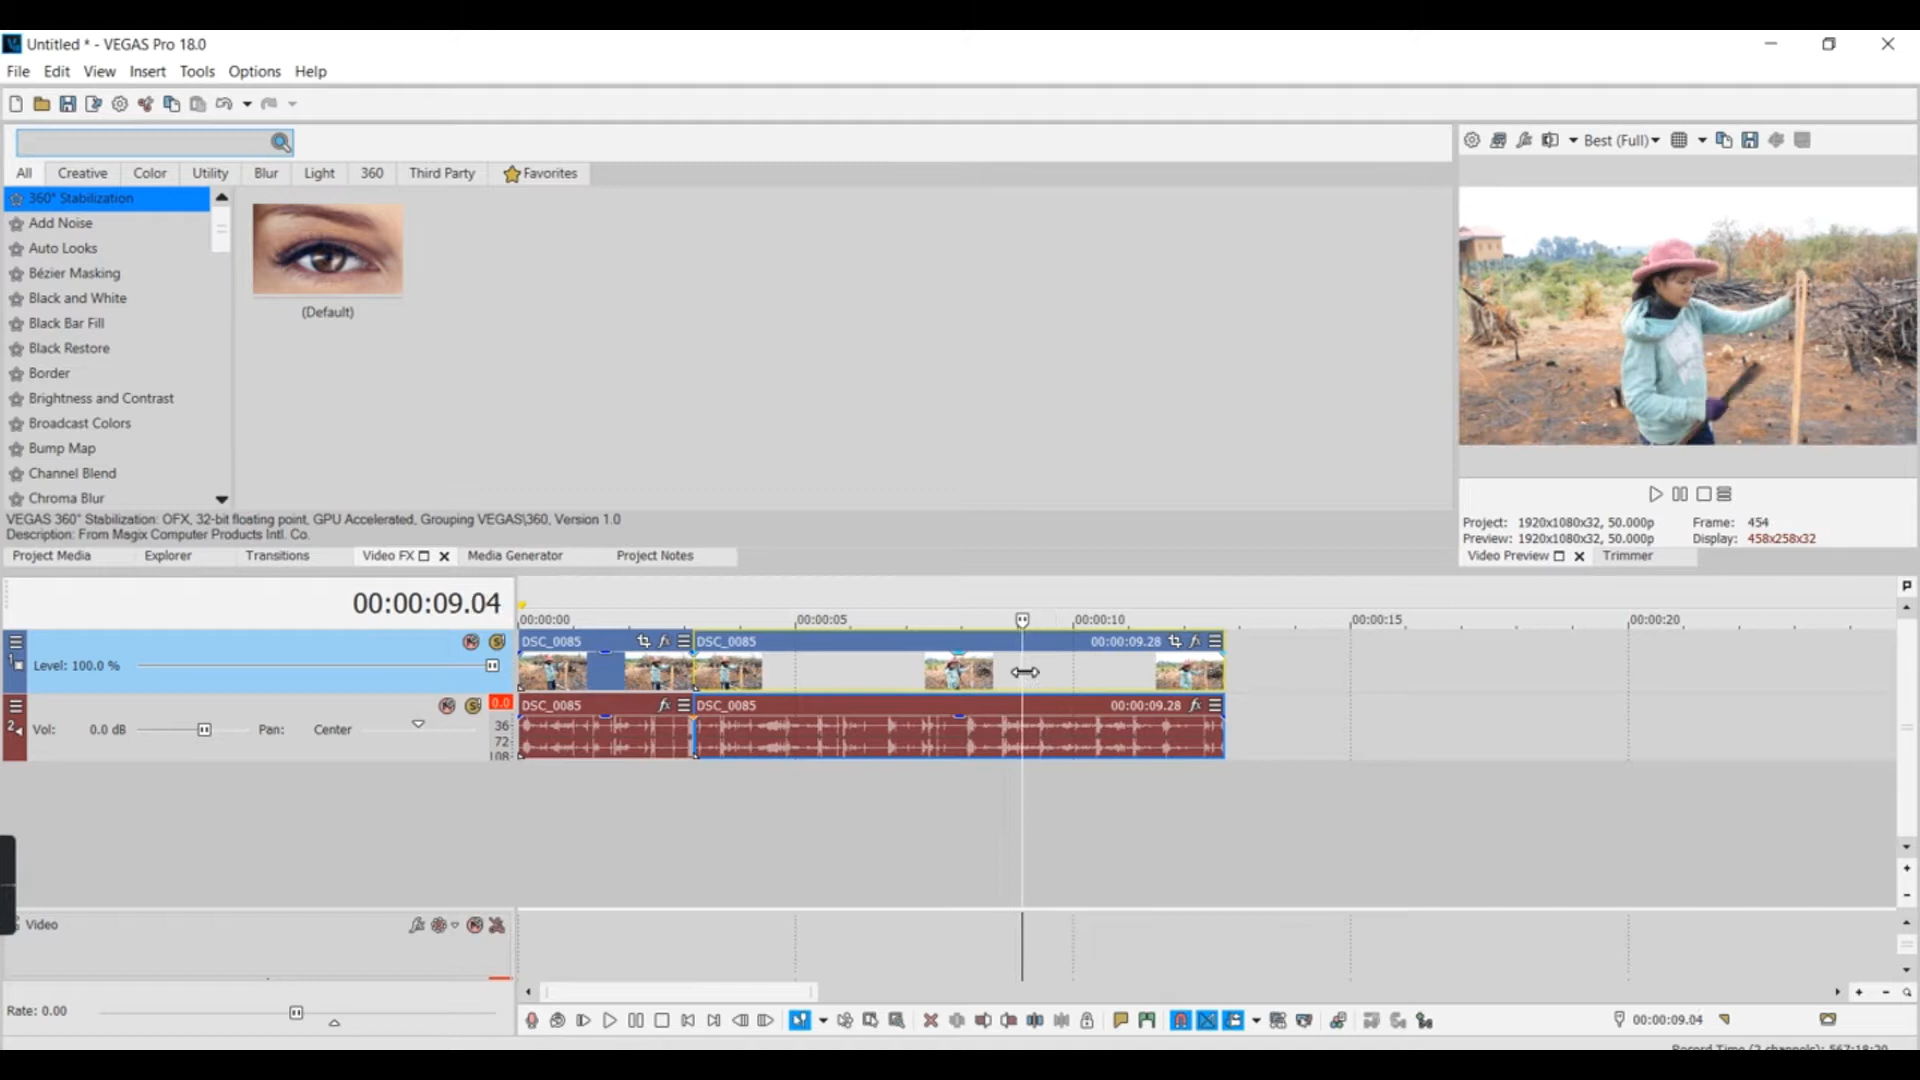 Untitled * - VEGAS Pro 18.0
File Edit View Insert Tools Options Help
Best (Full)
All Creative Color Utility Blur Light 360 Third Party Favorites
360° Stabilization
Add Noise
Auto Looks
Bézier Masking
Black and White
Black Bar Fill
Black Restore
Border
Brightness and Contrast
Broadcast Colors
Bump Map
Channel Blend
Chroma Blur
(Default)
VEGAS 360° Stabilization: OFX, 32-bit floating point, GPU Accelerated, Grouping VEGAS\360, Version 1.0
Description: From Magix Computer Products Intl. Co.
Project: 1920x1080x32, 50.000p Frame: 454
Preview: 1920x1080x32, 50.000p Display: 458x258x32
Project Media Explorer Transitions Video FX Media Generator Project Notes
Video Preview Trimmer
00:00:09.04
00:00:00 00:00:05 00:00:10 00:00:15 00:00:20
1
DSC_0085 DSC_0085 00:00:09.28
Level: 100.0 %
2
0.0
DSC_0085 DSC_0085 00:00:09.28
Vol: 0.0 dB Pan: Center
36
72
108
Video
Rate: 0.00
00:00:09.04